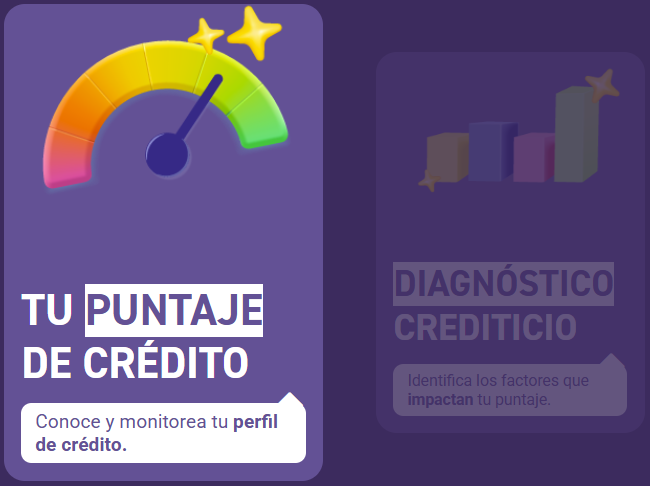 TU PUNTAJE
DE CRÉDITO
Conoce y monitorea tu perfil
de crédito.
DIAGNÓSTICO
CREDITICIO
Identifica los factores que
impactan tu puntaje.